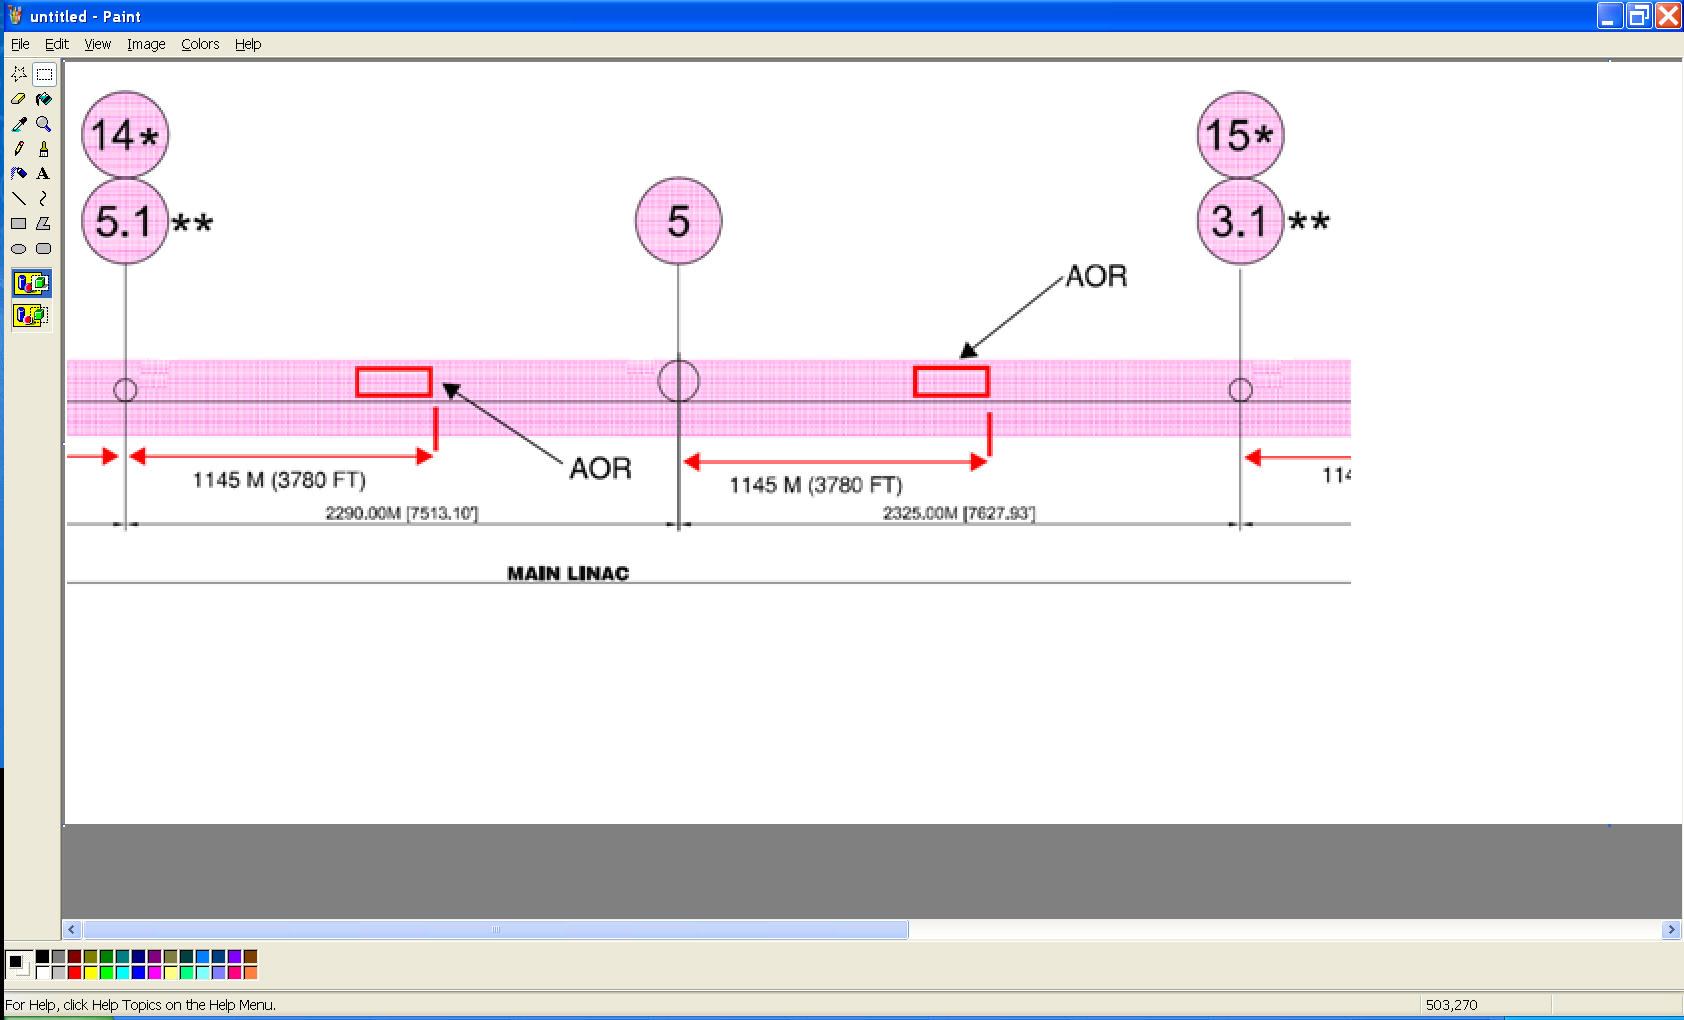 untitled - Paint
File Edit View Image Colors Help
14* 15*
5.1 ** 5 3.1 **
AOR
AOR
1145 M (3780 FT) 1145 M (3780 FT) 114
2290.00M [7513.10'] 2325.00M [7627.93']
MAIN LINAC
For Help, click Help Topics on the Help Menu. 503,270